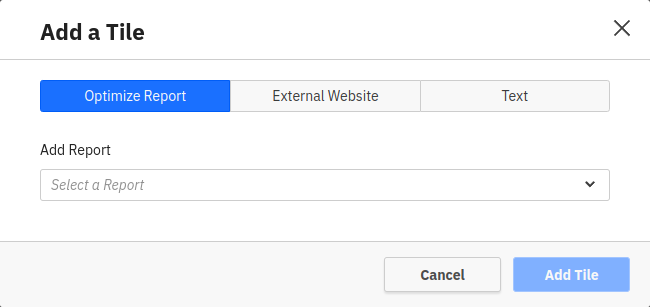 Add a Tile
Optimize Report External Website Text
Add Report
Select a Report
Cancel Add Tile